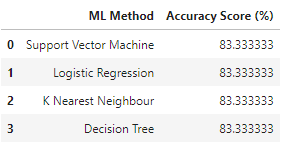 ML Method Accuracy Score (%)
0 Support Vector Machine 83.333333
1 Logistic Regression 83.333333
2 K Nearest Neighbour 83.333333
3 Decision Tree 83.333333